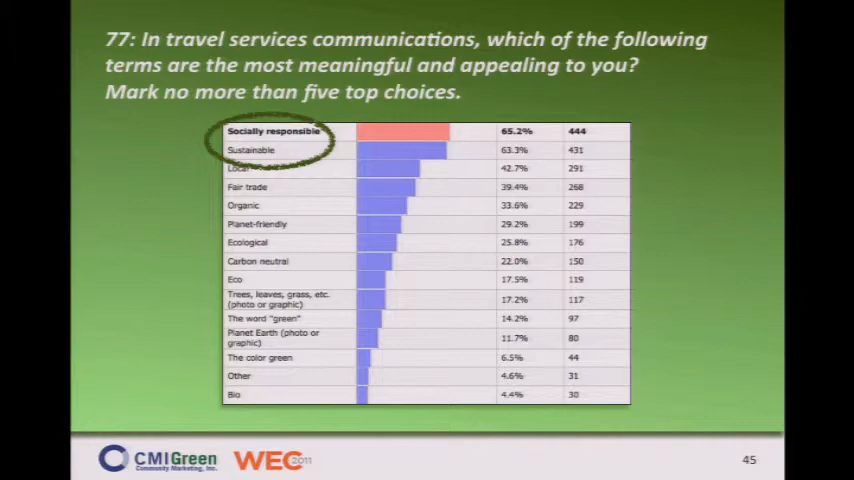 77: In travel services communications, which of the following
terms are the most meaningful and appealing to you?
Mark no more than five top choices.
Socially responsible 65.2% 444
Sustainable 63.3% 431
Local 42.7% 291
Fair trade 39.4% 268
Organic 33.6% 229
Planet-friendly 29.2% 199
Ecological 25.8% 176
Carbon neutral 22.0% 150
Eco 17.5% 119
Trees, leaves, grass, etc.
(photo or graphic) 17.2% 117
The word "green" 14.2% 97
Planet Earth (photo or
graphic) 11.7% 80
The color green 6.5% 44
Other 4.6% 31
Bio 4.4% 30
CMIGreen
Community Marketing, Inc.
WEC 2011
45